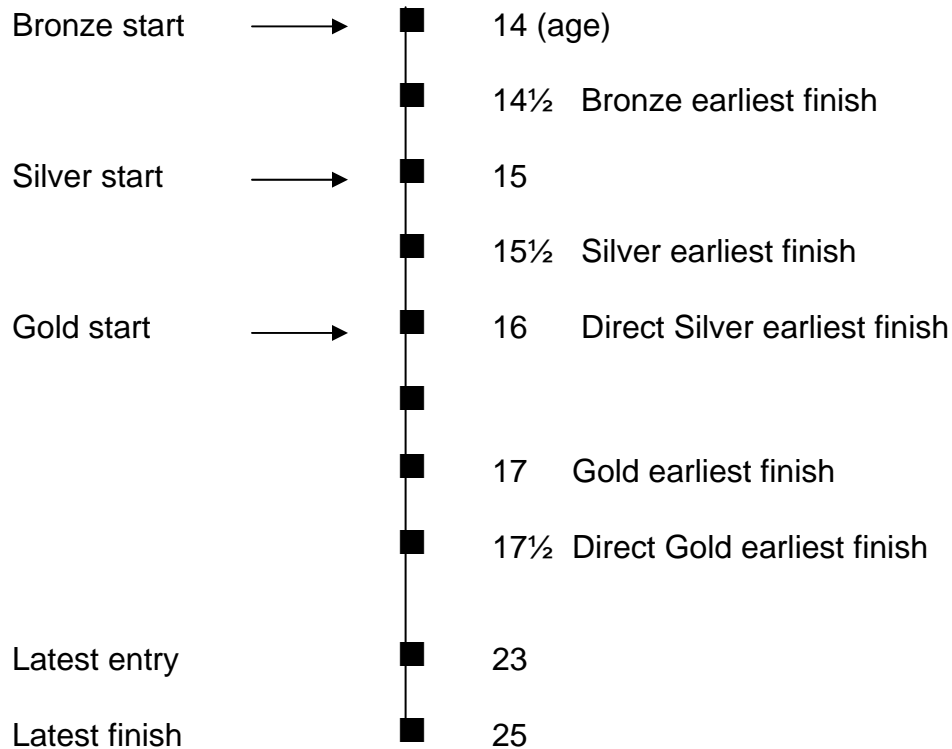 Bronze start 14 (age)
14½ Bronze earliest finish
Silver start 15
15½ Silver earliest finish
Gold start 16 Direct Silver earliest finish
17 Gold earliest finish
17½ Direct Gold earliest finish
Latest entry 23
Latest finish 25